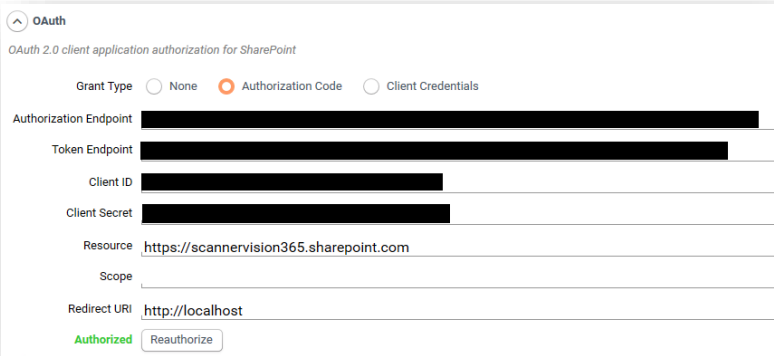 OAuth
OAuth 2.0 client application authorization for SharePoint
Grant Type None Authorization Code Client Credentials
Authorization Endpoint
Token Endpoint
Client ID
Client Secret
Resource https://scannervision365.sharepoint.com
Scope
Redirect URI http://localhost
Authorized Reauthorize